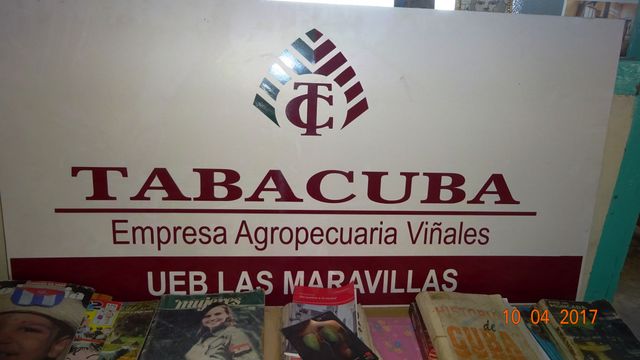 TC
TABACUBA
Empresa Agropecuaria Viñales
UEB LAS MARAVILLAS
mujeres
HISTORIA
de
CUBA
10 04 2017